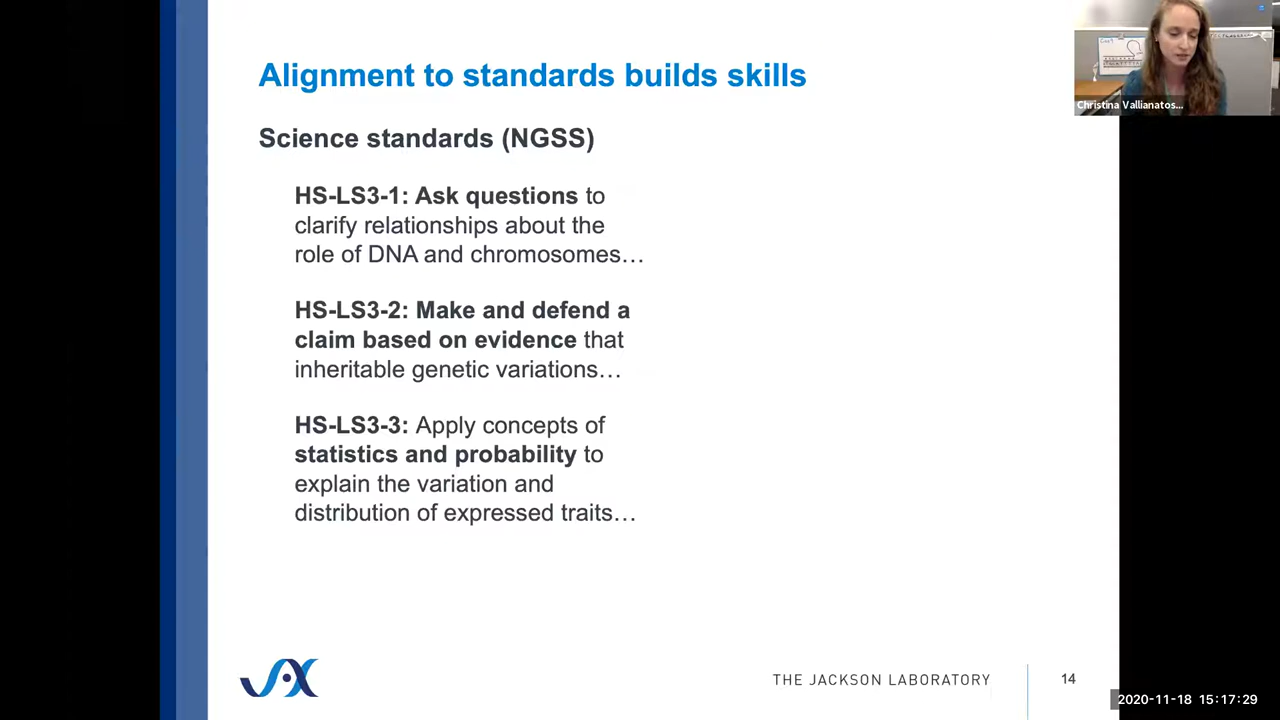 Alignment to standards builds skills
Science standards (NGSS)
HS-LS3-1: Ask questions to
clarify relationships about the
role of DNA and chromosomes…
HS-LS3-2: Make and defend a
claim based on evidence that
inheritable genetic variations…
HS-LS3-3: Apply concepts of
statistics and probability to
explain the variation and
distribution of expressed traits…
Christina Vallianatos...
JAX
THE JACKSON LABORATORY
14
2020-11-18 15:17:29